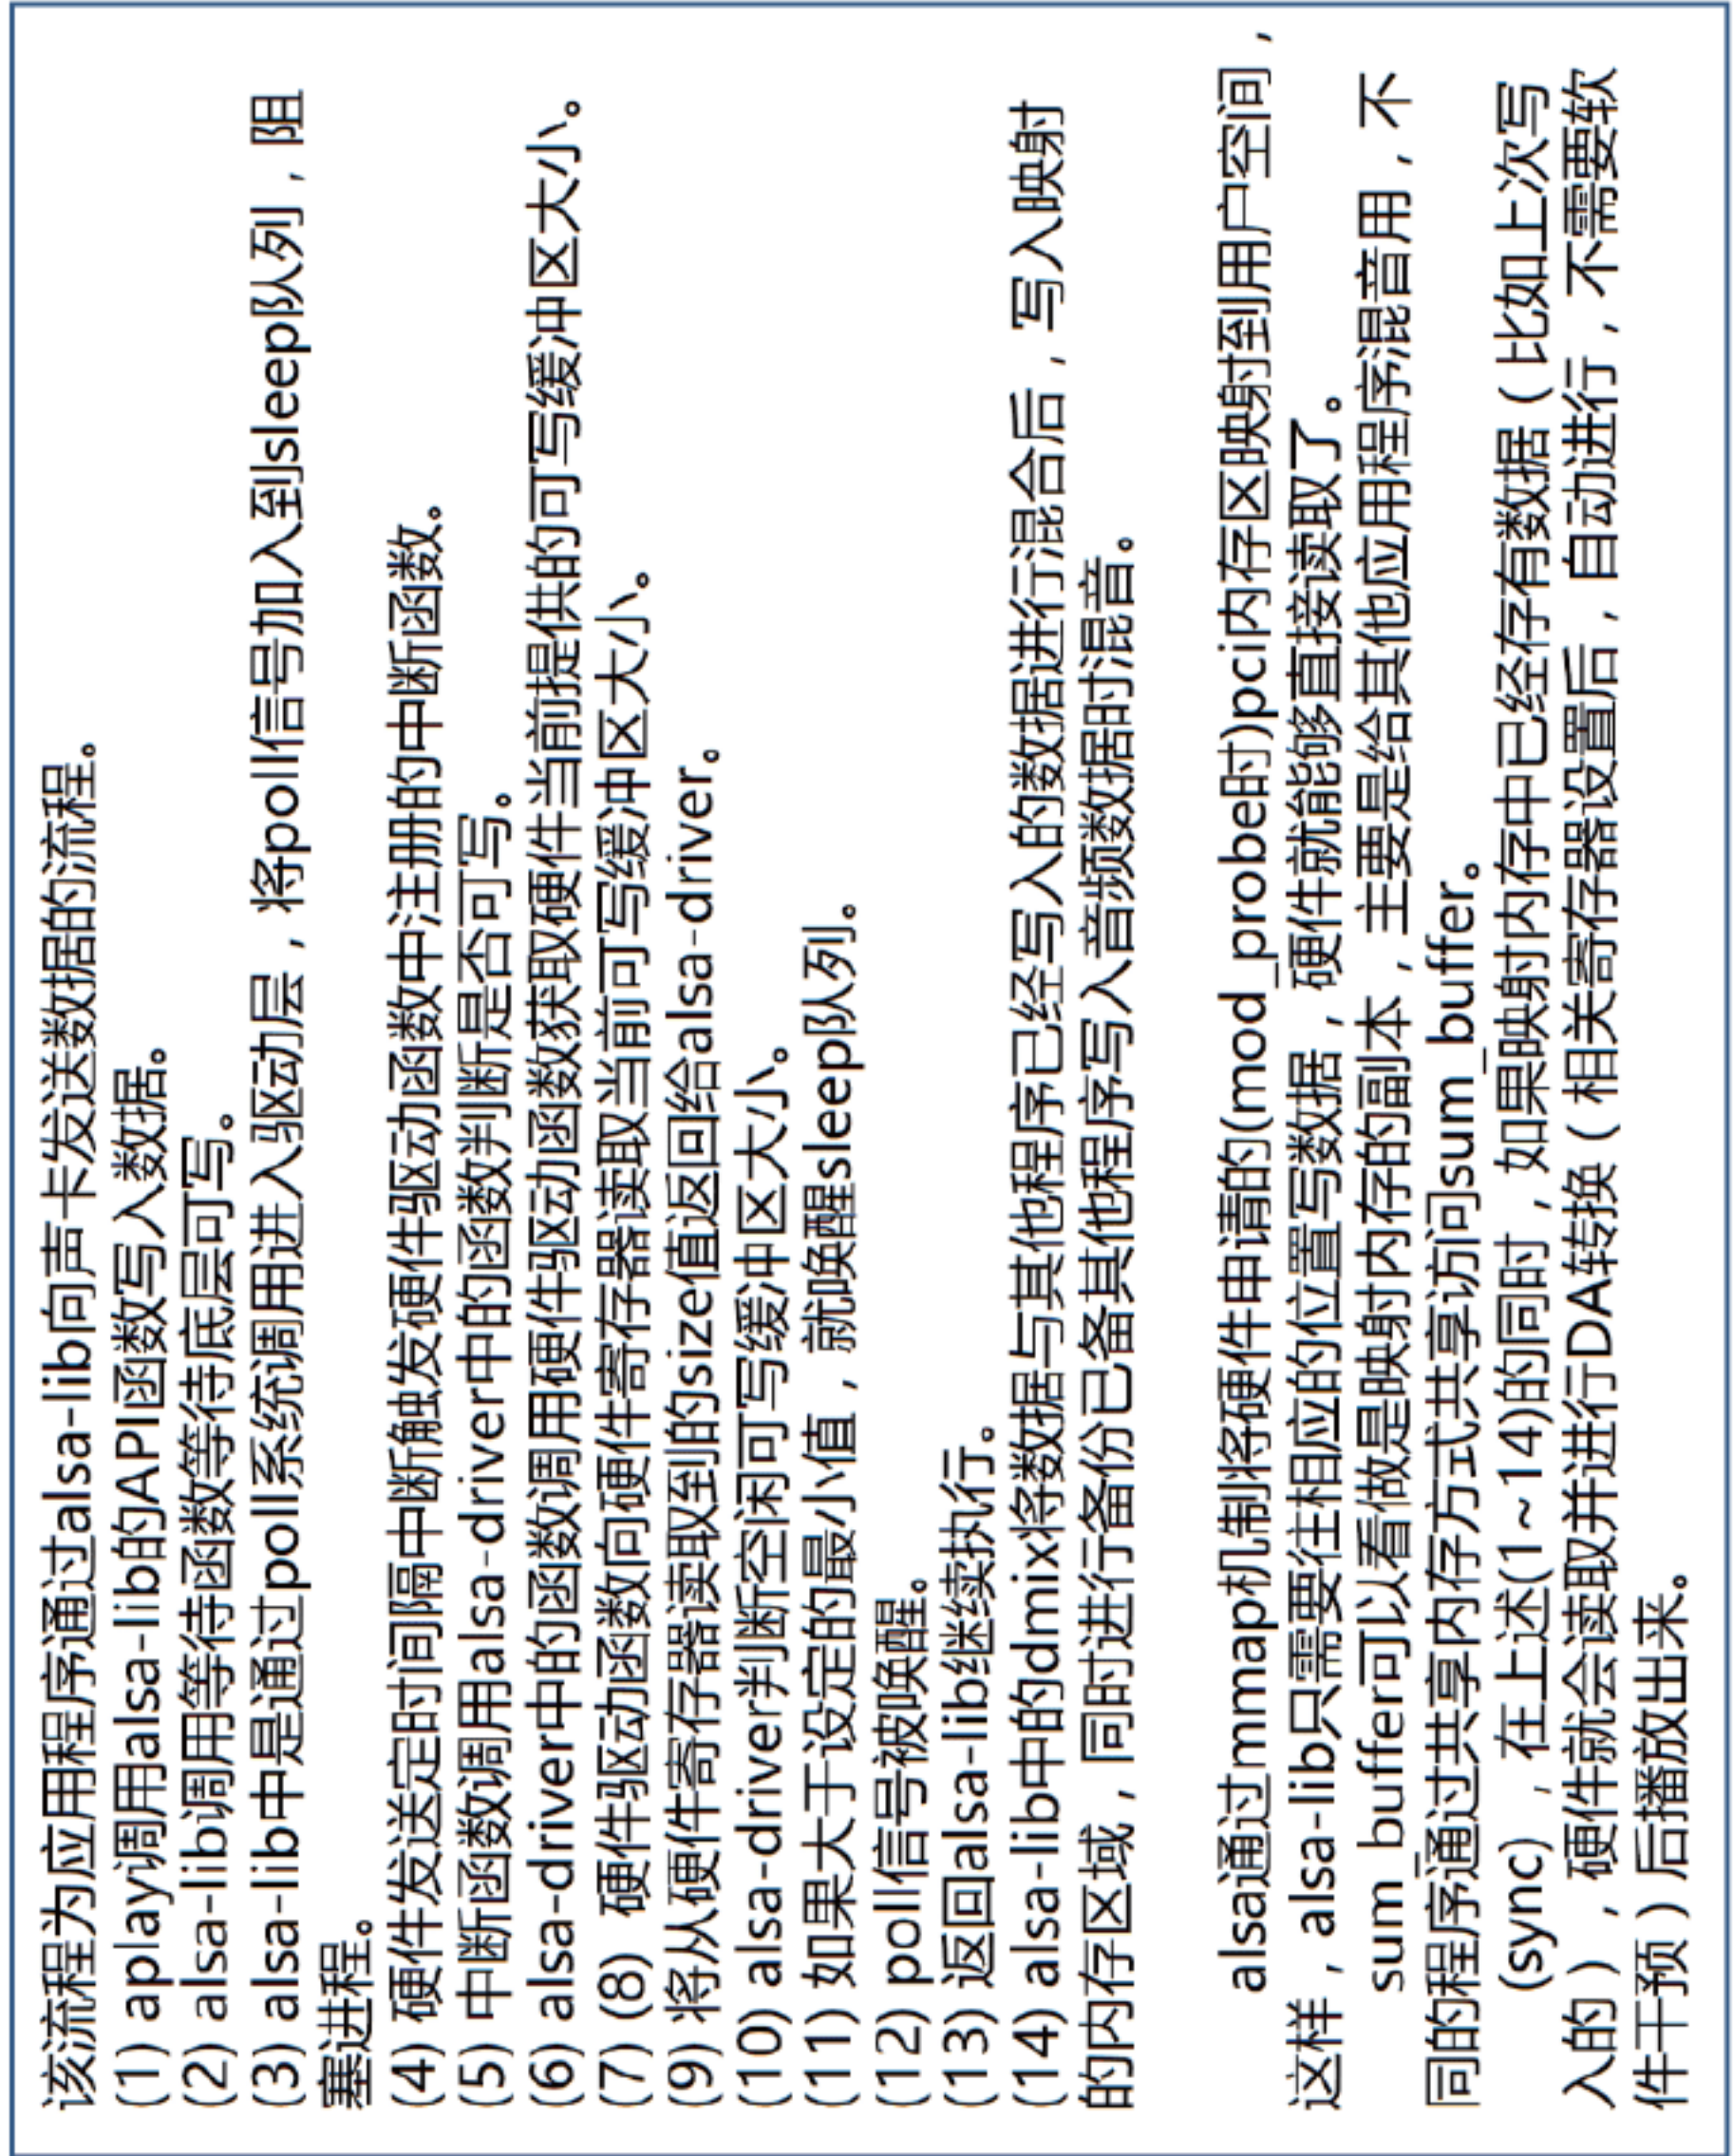 该流程为应用程序通过alsa-lib向声卡发送数据的流程。
(1) aplay调用alsa-lib的API函数写入数据。
(2) alsa-lib调用等待函数等待底层可写。
(3) alsa-lib中是通过poll系统调用进入驱动层，将poll信号加入到sleep队列，阻
塞进程。
(4) 硬件发送定时间隔中断触发硬件驱动函数中注册的中断函数。
(5) 中断函数调用alsa-driver中的函数判断是否可写。
(6) alsa-driver中的函数调用硬件驱动函数获取硬件当前提供的可写缓冲区大小。
(7) (8) 硬件驱动函数向硬件寄存器读取当前可写缓冲区大小。
(9) 将从硬件寄存器读取到的size值返回给alsa-driver。
(10) alsa-driver判断空闲可写缓冲区大小。
(11) 如果大于设定的最小值，就唤醒sleep队列。
(12) poll信号被唤醒。
(13) 返回alsa-lib继续执行。
(14) alsa-lib中的dmix将数据与其他程序已经写入的数据进行混合后，写入映射
的内存区域，同时进行备份已备其他程序写入音频数据时混音。
alsa通过mmap机制将硬件申请的(mod_probe时)pci内存区映射到用户空间，
这样，alsa-lib只需要往相应的位置写数据，硬件就能够直接读取了。
sum_buffer可以看做是映射内存的副本，主要是给其他应用程序混音用，不
同的程序通过共享内存方式共享访问sum_buffer。
(sync)，在上述(1~14)的同时，如果映射内存中已经存有数据（比如上次写
入的），硬件就会读取并进行DA转换（相关寄存器设置后，自动进行，不需要软
件干预）后播放出来。